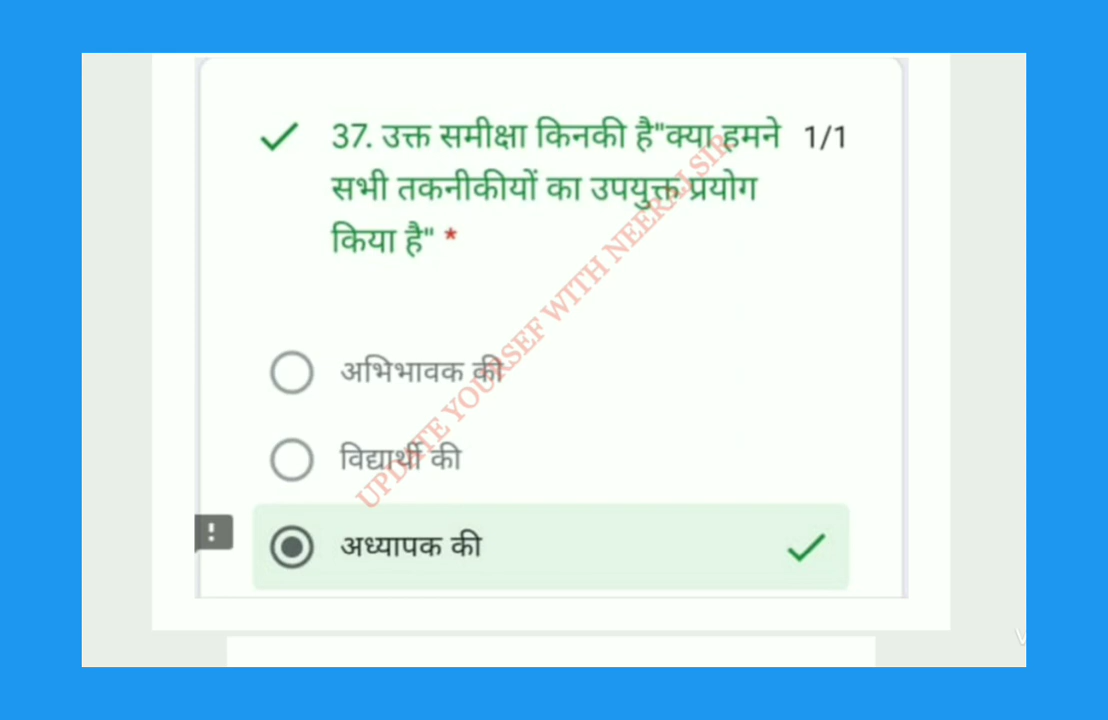 37. उक्त समीक्षा किनकी है"क्या हमने 1/1
सभी तकनीकीयों का उपयुक्त प्रयोग
किया है" *
अभिभावक की
विद्यार्थी की
अध्यापक की
UPDATE YOURSEF WITH NEERAJ SIR